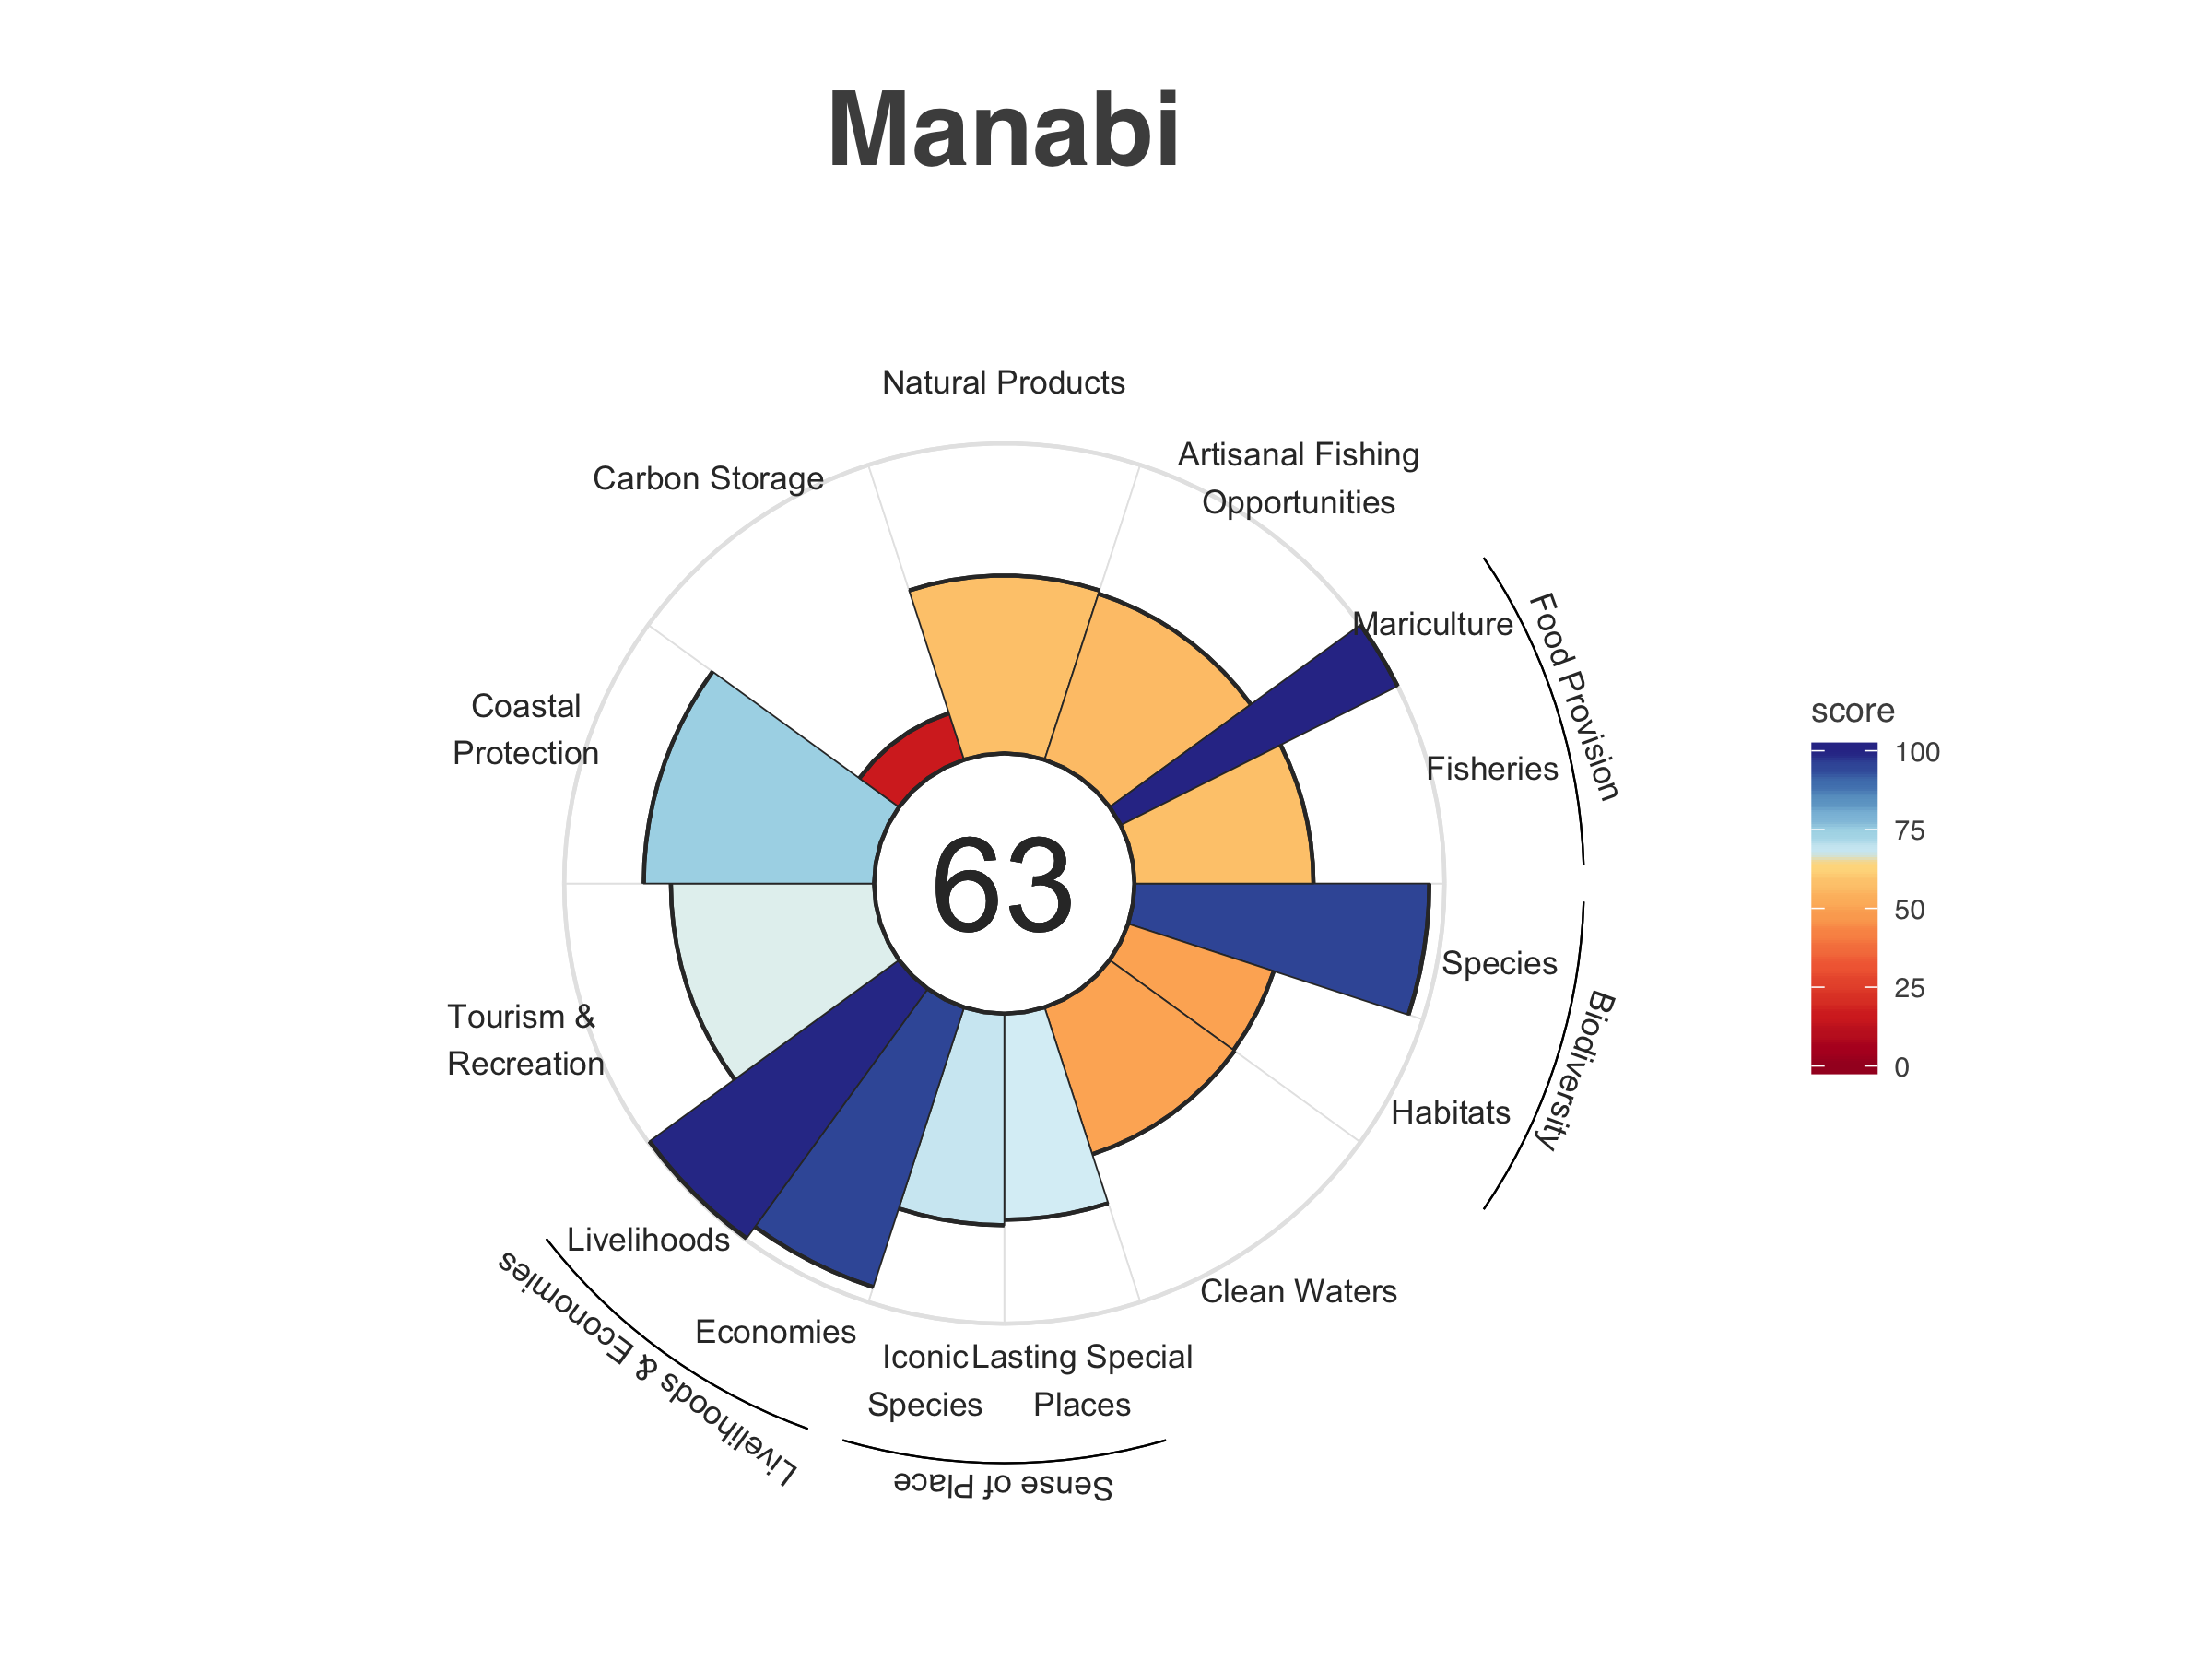 Manabi
Natural Products
Artisanal Fishing
Opportunities
Carbon Storage
Mariculture
Food Provision
Coastal
Protection
Fisheries
63
score
100
75
50
25
0
Species
Biodiversity
Tourism &
Recreation
Habitats
Livelihoods
Clean Waters
Economies
Livelihoods & Economies
Iconic
Species
Lasting Special
Places
Sense of Place